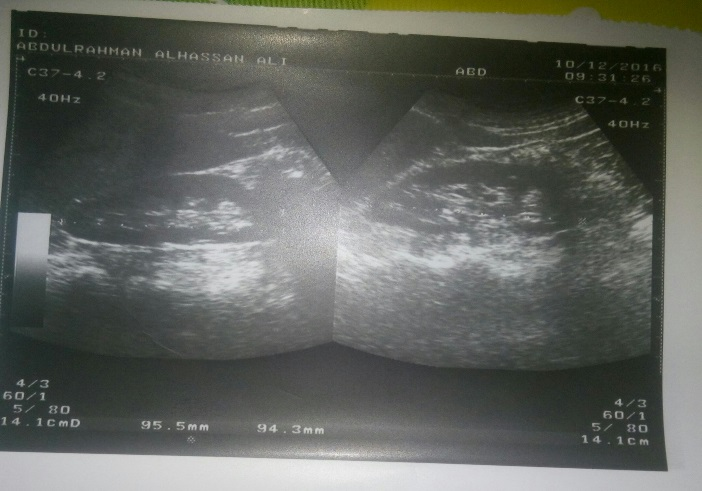 ID:
ABDULRAHMAN ALHASSAN ALI
10/12/2016
09:31:26
ABD
C37-4.2
40Hz
C37-4.2
40Hz
4/3
60/1
5/ 80
14.1cmD
95.5mm
94.3mm
4/3
60/1
5/ 80
14.1cm